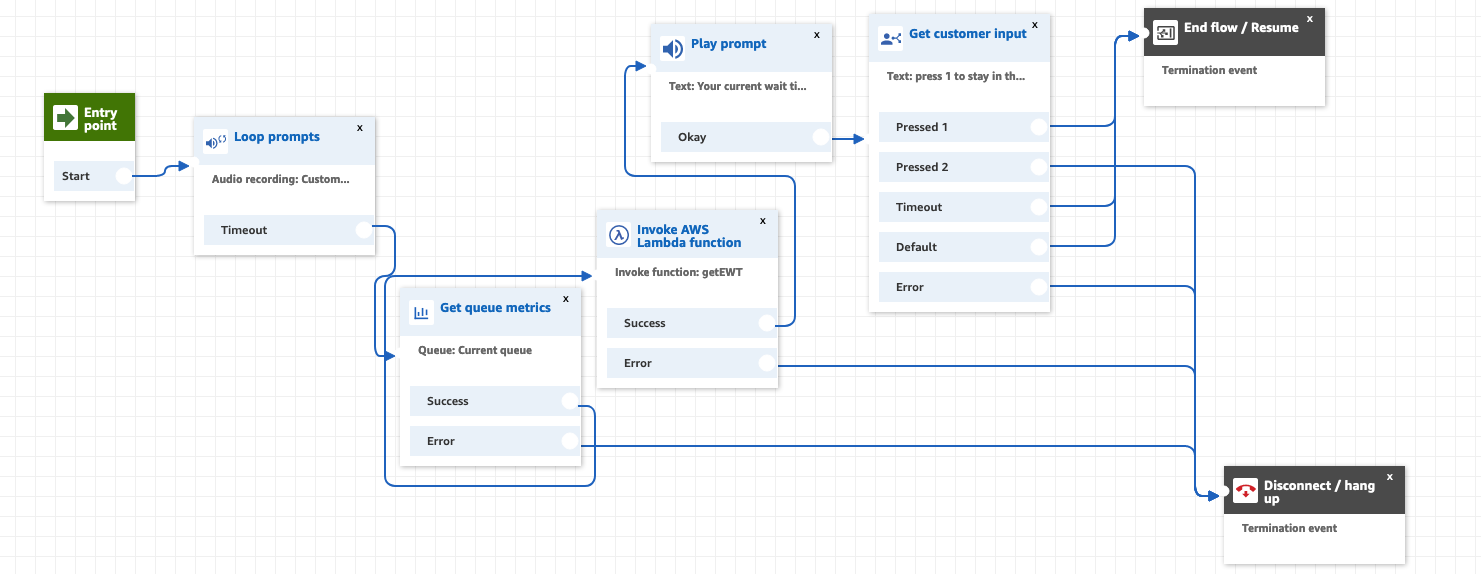 Entry
point
Start
Loop prompts
x
Audio recording: Custom...
Timeout
Get queue metrics
x
Queue: Current queue
Success
Error
Invoke AWS
Lambda function
x
Invoke function: getEWT
Success
Error
Play prompt
x
Text: Your current wait ti...
Okay
Get customer input
x
Text: press 1 to stay in th...
Pressed 1
Pressed 2
Timeout
Default
Error
End flow / Resume
x
Termination event
Disconnect / hang
up
x
Termination event